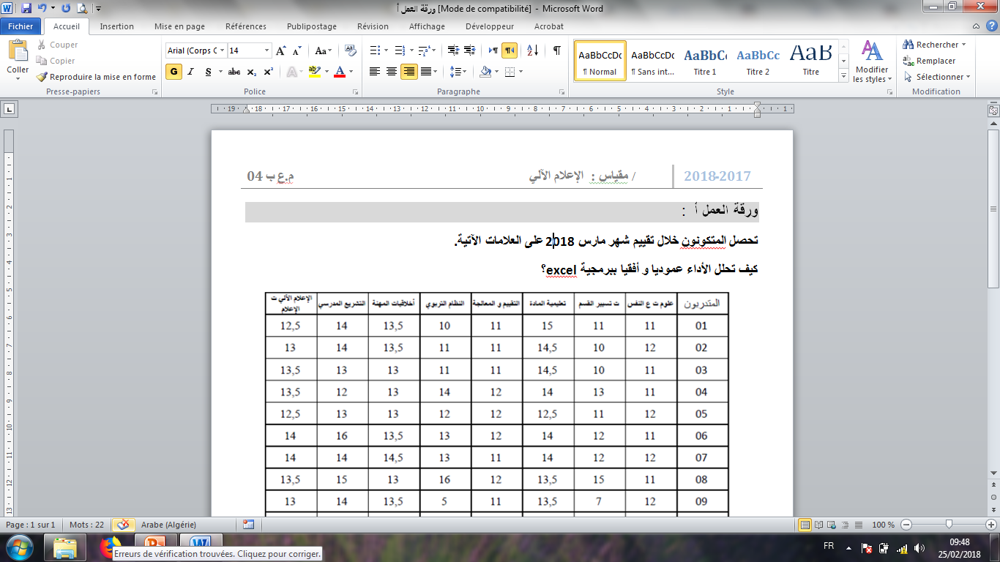 ورقة العمل أ [Mode de compatibilité] - Microsoft Word
Fichier Accueil Insertion Mise en page Références Publipostage Révision Affichage Développeur Acrobat
Coller
Couper
Copier
Reproduire la mise en forme
Presse-papiers
Arial (Corps C 14
Police
Paragraphe
AaBbCcDc AaBbCcDc AaBbCc AaBbCc AaB
¶ Normal ¶ Sans int... Titre 1 Titre 2 Titre
Style
Modifier les styles
Rechercher
Remplacer
Sélectionner
Modification
19 18 17 16 15 14 13 12 11 10 9 8 7 6 5 4 3 2 1 1
2018-2017 / مقياس : الإعلام الآلي م.ع ب 04
ورقة العمل أ :
تحصل المتكونون خلال تقييم شهر مارس 2018 على العلامات الآتية.
كيف تحلل الأداء عموديا و أفقيا ببرمجية excel؟
المتدربون علوم ت ع النفس ت تسيير القسم تعليمية المادة التقييم و المعالجة النظام التربوي أخلاقيات المهنة التشريع المدرسي الإعلام الآلي ت الإعلام
01 11 11 15 11 10 13,5 14 12,5
02 12 10 14,5 11 11 13,5 14 13
03 11 10 14,5 11 11 13 13 13,5
04 11 13 14 12 14 13 12 13,5
05 12 11 12,5 12 12 13 13 12,5
06 11 12 14 12 13 13,5 16 14
07 12 12 14 11 13 14,5 14 14
08 11 15 13,5 12 16 13 15 13,5
09 12 7 13,5 11 5 13,5 14 13
Page : 1 sur 1 Mots : 22 Arabe (Algérie) 100 %
Erreurs de vérification trouvées. Cliquez pour corriger.
FR
09:48
25/02/2018